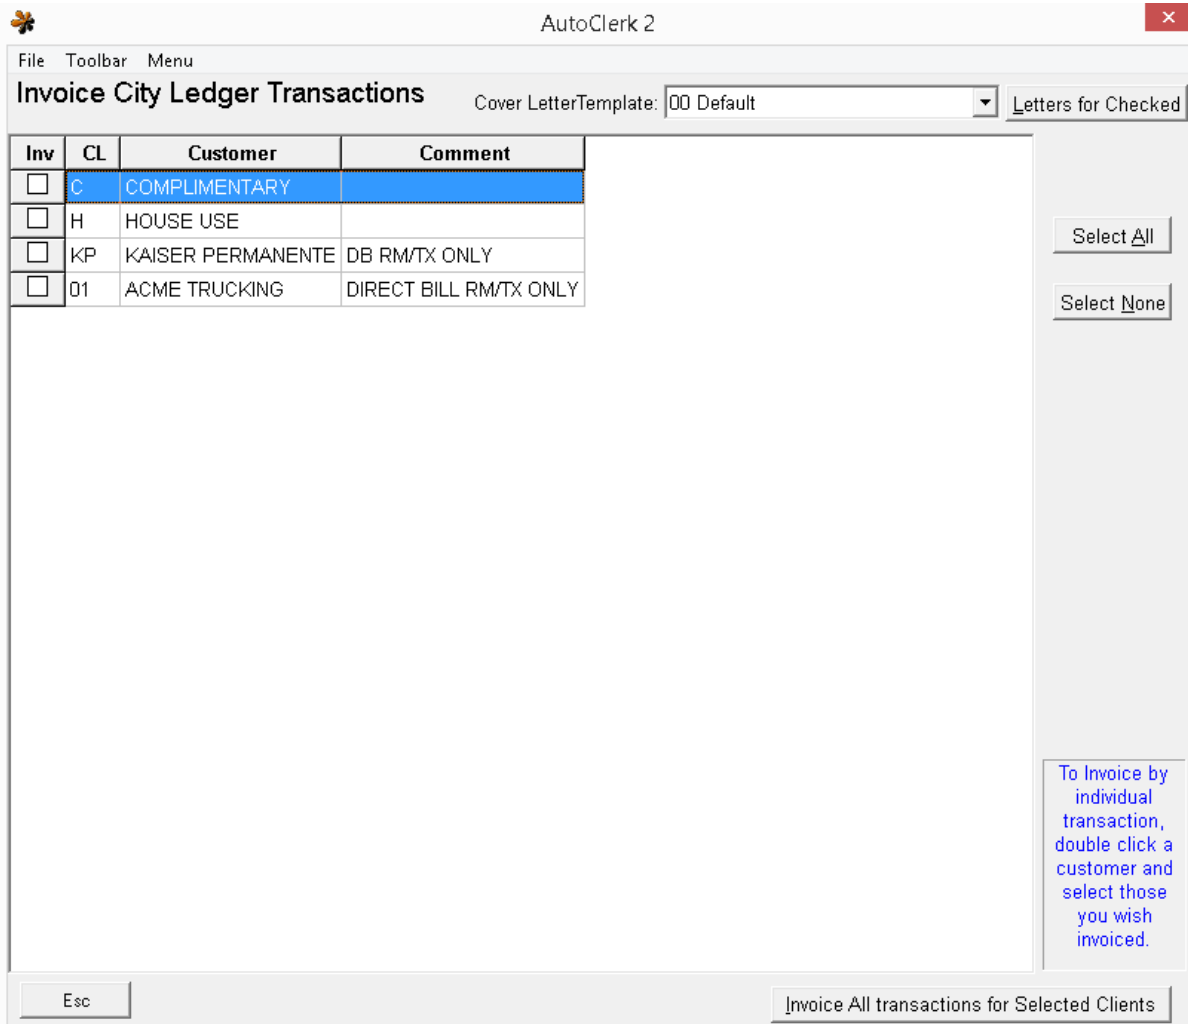 AutoClerk 2
File Toolbar Menu
Invoice City Ledger Transactions Cover LetterTemplate: 00 Default Letters for Checked
Inv CL Customer Comment
C COMPLIMENTARY
H HOUSE USE
KP KAISER PERMANENTE DB RM/TX ONLY
01 ACME TRUCKING DIRECT BILL RM/TX ONLY
Select All
Select None
To Invoice by
individual
transaction,
double click a
customer and
select those
you wish
invoiced.
Esc Invoice All transactions for Selected Clients